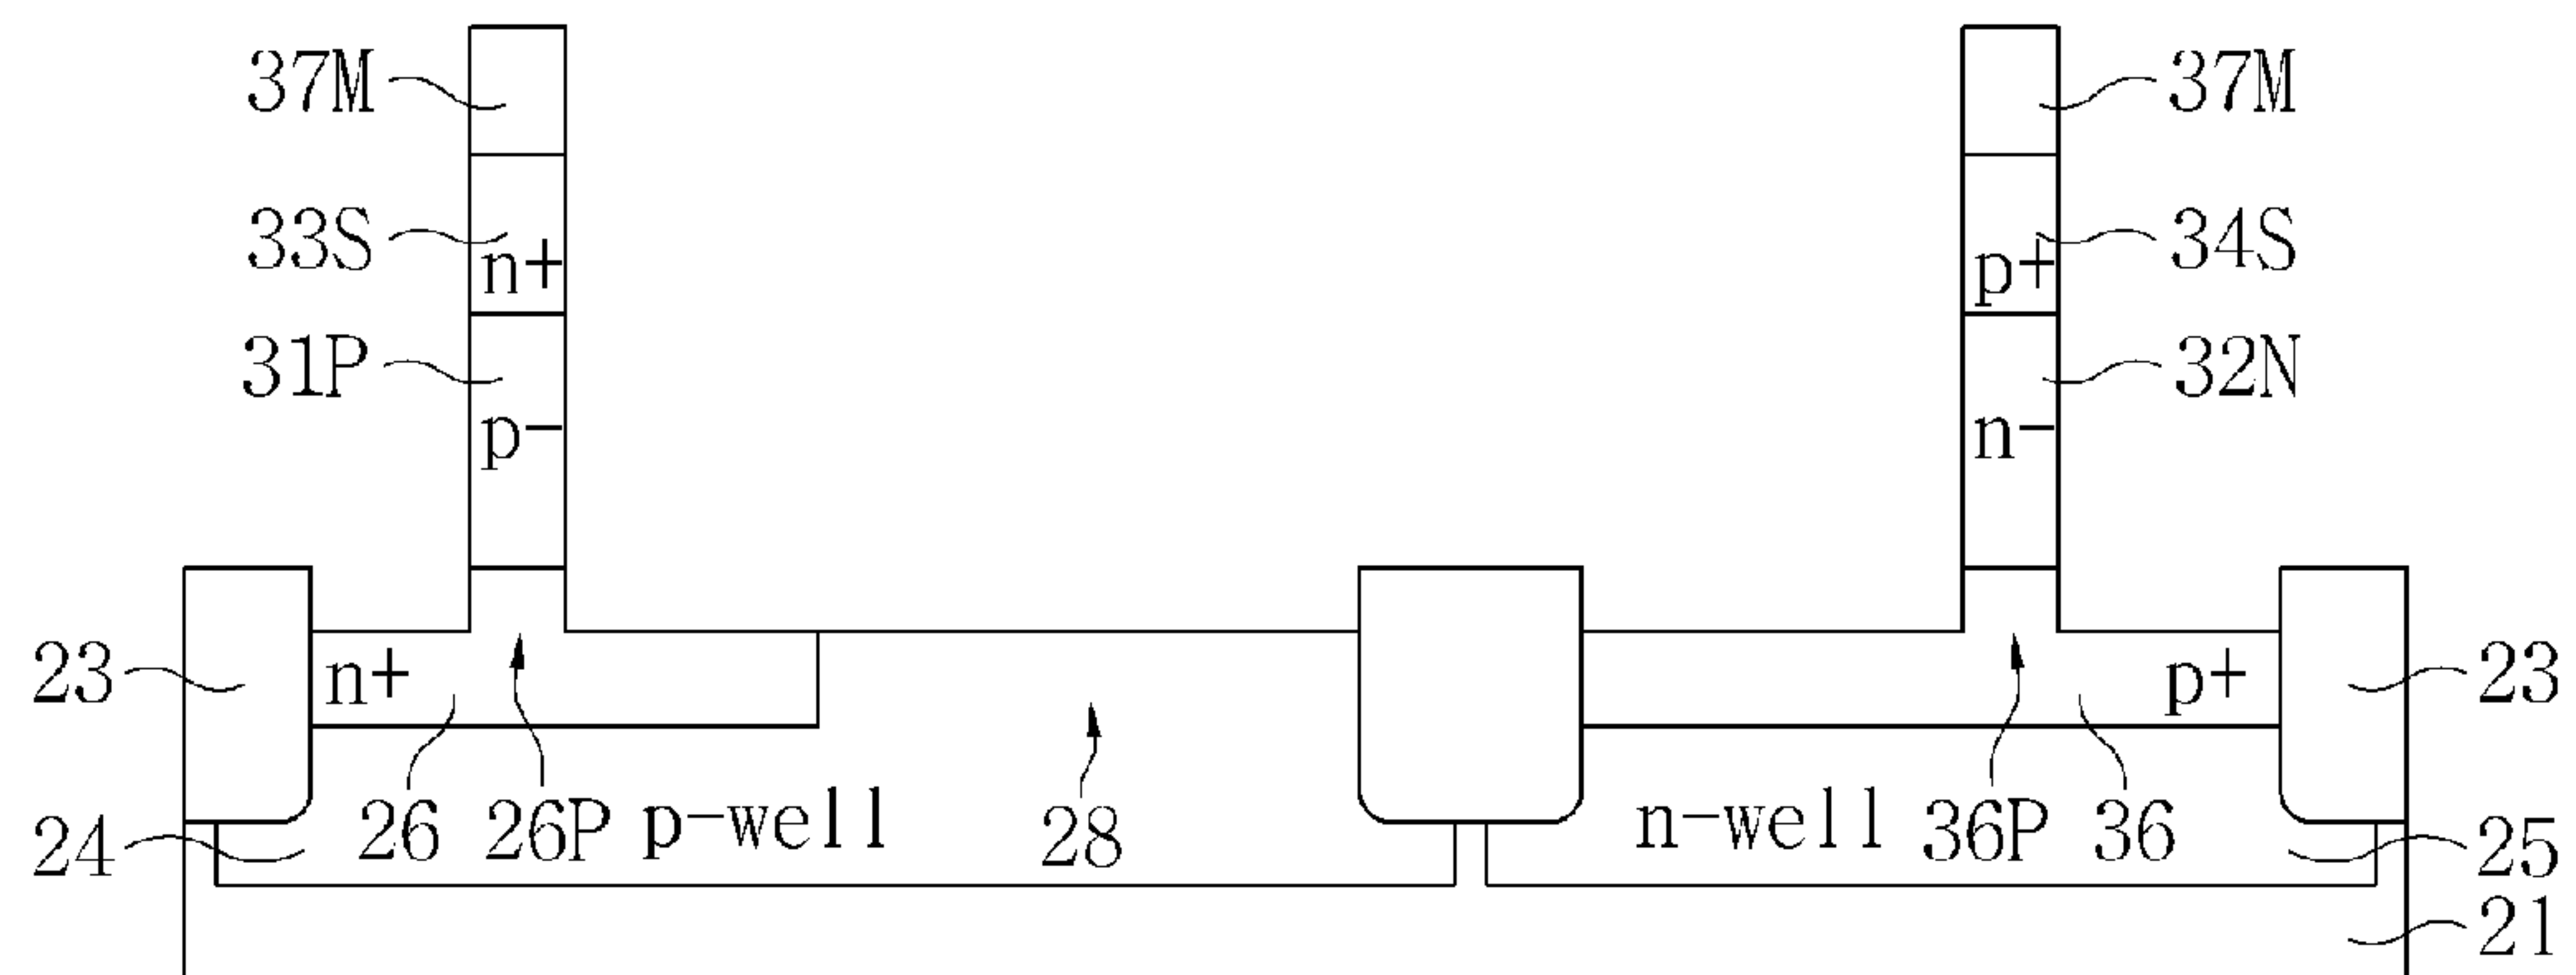 37M 37M
33S n+ p+ 34S
31P p- n- 32N
23 n+ p+ 23
24 26 26P p-well 28 n-well 36P 36 25
21